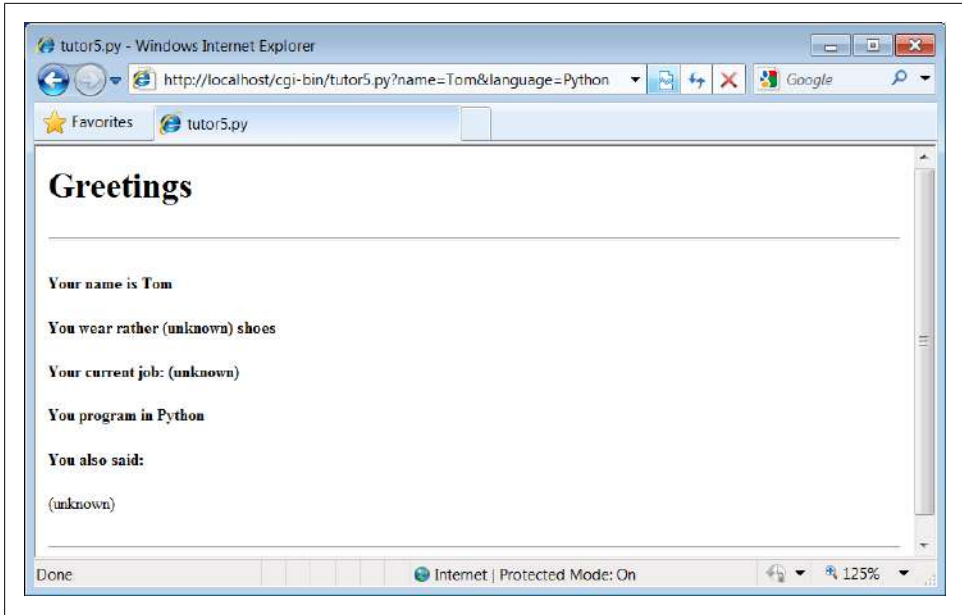 tutor5.py - Windows Internet Explorer
http://localhost/cgi-bin/tutor5.py?name=Tom&language=Python
Google
Favorites
tutor5.py
Greetings
Your name is Tom
You wear rather (unknown) shoes
Your current job: (unknown)
You program in Python
You also said:
(unknown)
Done
Internet | Protected Mode: On
125%